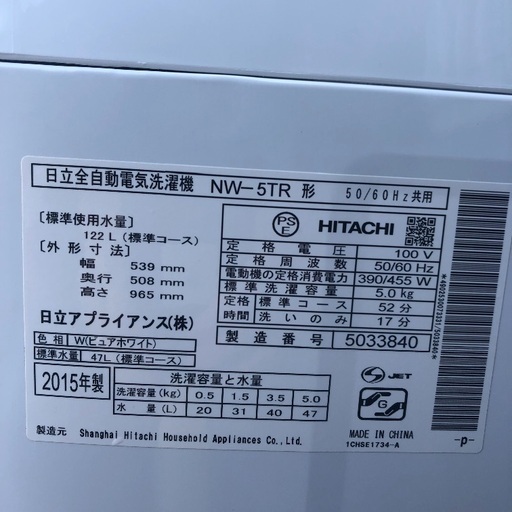 日立全自動電気洗濯機 NW-5TR 形 50/60Hz共用
〔標準使用水量〕
122 L (標準コース)
〔外形寸法〕
幅 539 mm
奥行 508 mm
高さ 965 mm
日立アプライアンス(株)
色相 W(ピュアホワイト)
標準水量 47L (標準コース)
PSE HITACHI
定格電圧 100 V
定格周波数 50/60 Hz
電動機の定格消費電力 390/455 W
標準洗濯容量 5.0kg
定格時間 標準コース 52分
洗いのみ 17分
製造番号 5033840
2015年製
洗濯容量と水量
洗濯容量(kg) 0.5 1.5 3.5 5.0
水量(L) 20 31 40 47
S JET
G
MADE IN CHINA
1CHSE1734-A
-p-
製造元 Shanghai Hitachi Household Appliances Co., Ltd.